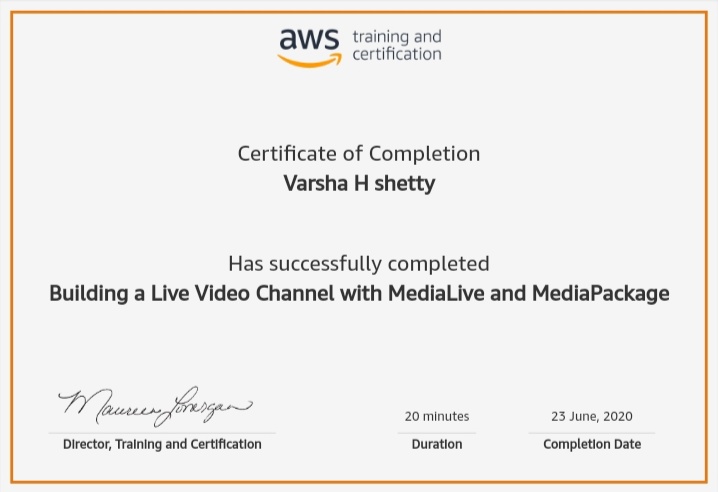 aws training and
certification
Certificate of Completion
Varsha H shetty
Has successfully completed
Building a Live Video Channel with MediaLive and MediaPackage
Maureen Lonergan
20 minutes
23 June, 2020
Director, Training and Certification
Duration
Completion Date